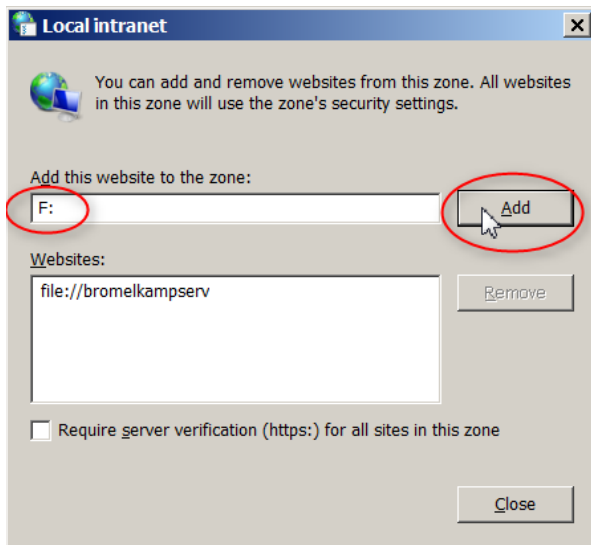 Local intranet
You can add and remove websites from this zone. All websites
in this zone will use the zone's security settings.
Add this website to the zone:
F:
Add
Websites:
file://bromelkampserv
Remove
Require server verification (https:) for all sites in this zone
Close